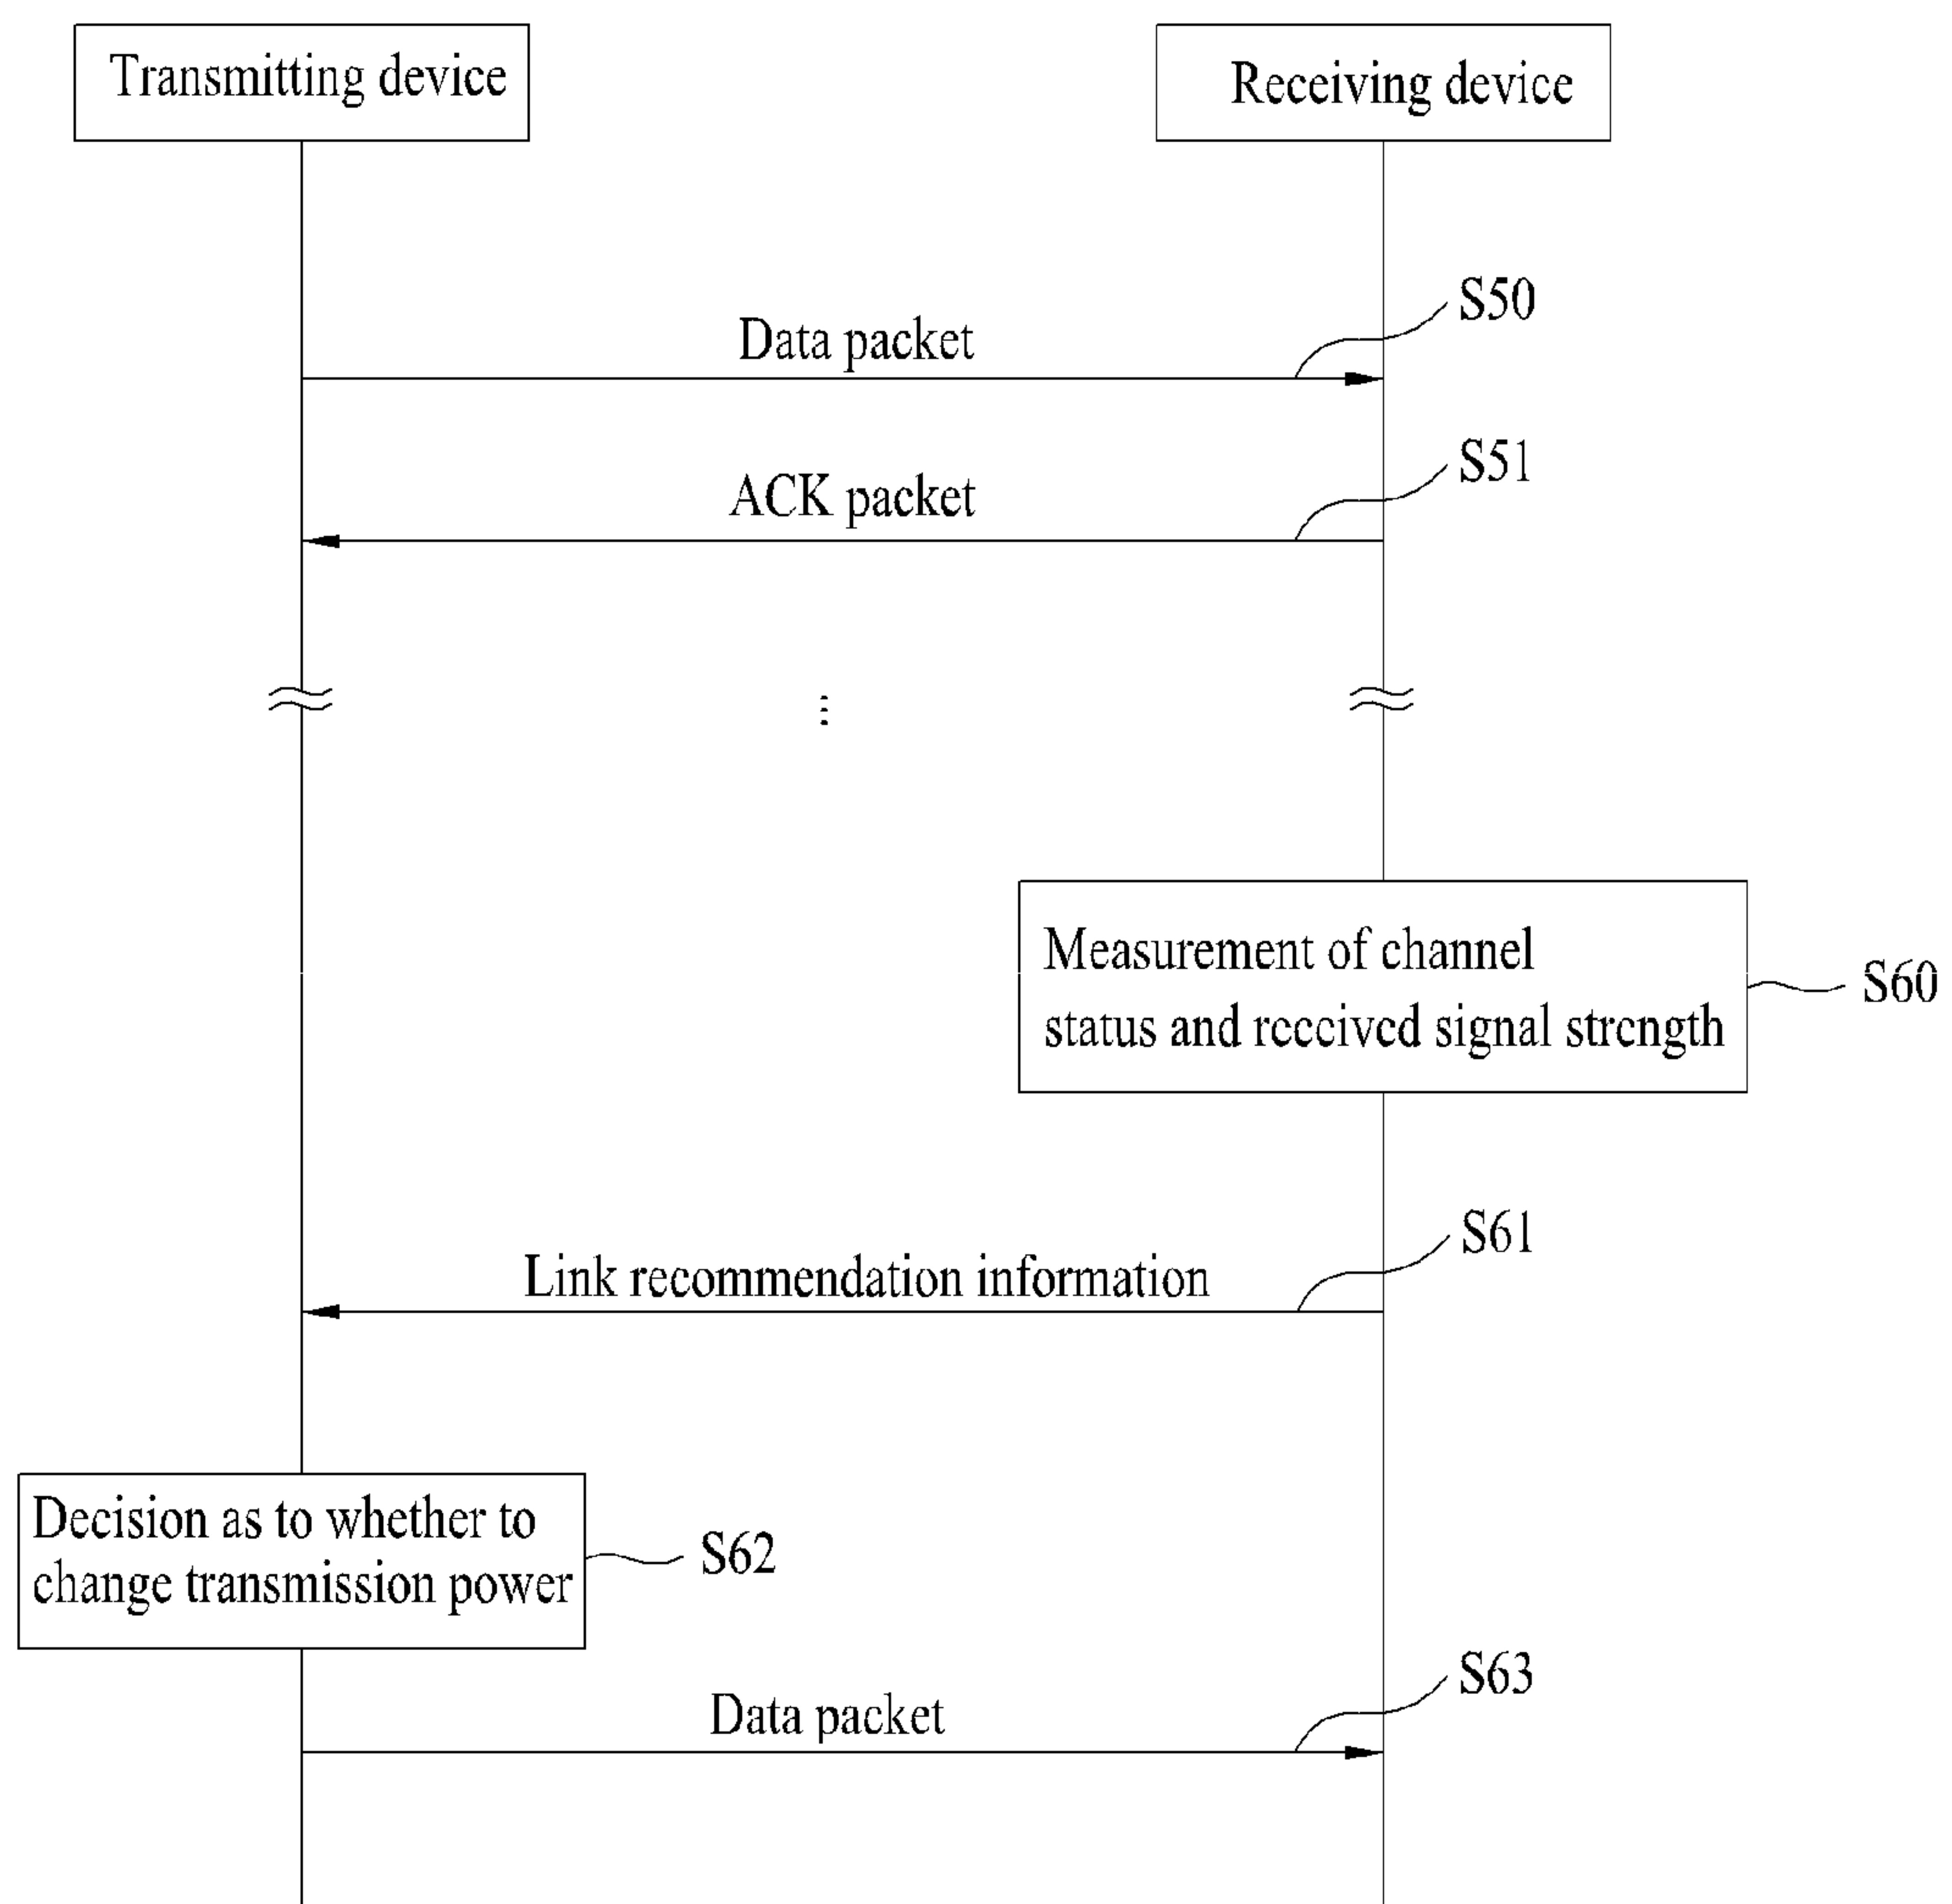 Transmitting device
Receiving device
S50
Data packet
S51
ACK packet
Measurement of channel
status and received signal strength
S60
S61
Link recommendation information
Decision as to whether to
change transmission power
S62
S63
Data packet